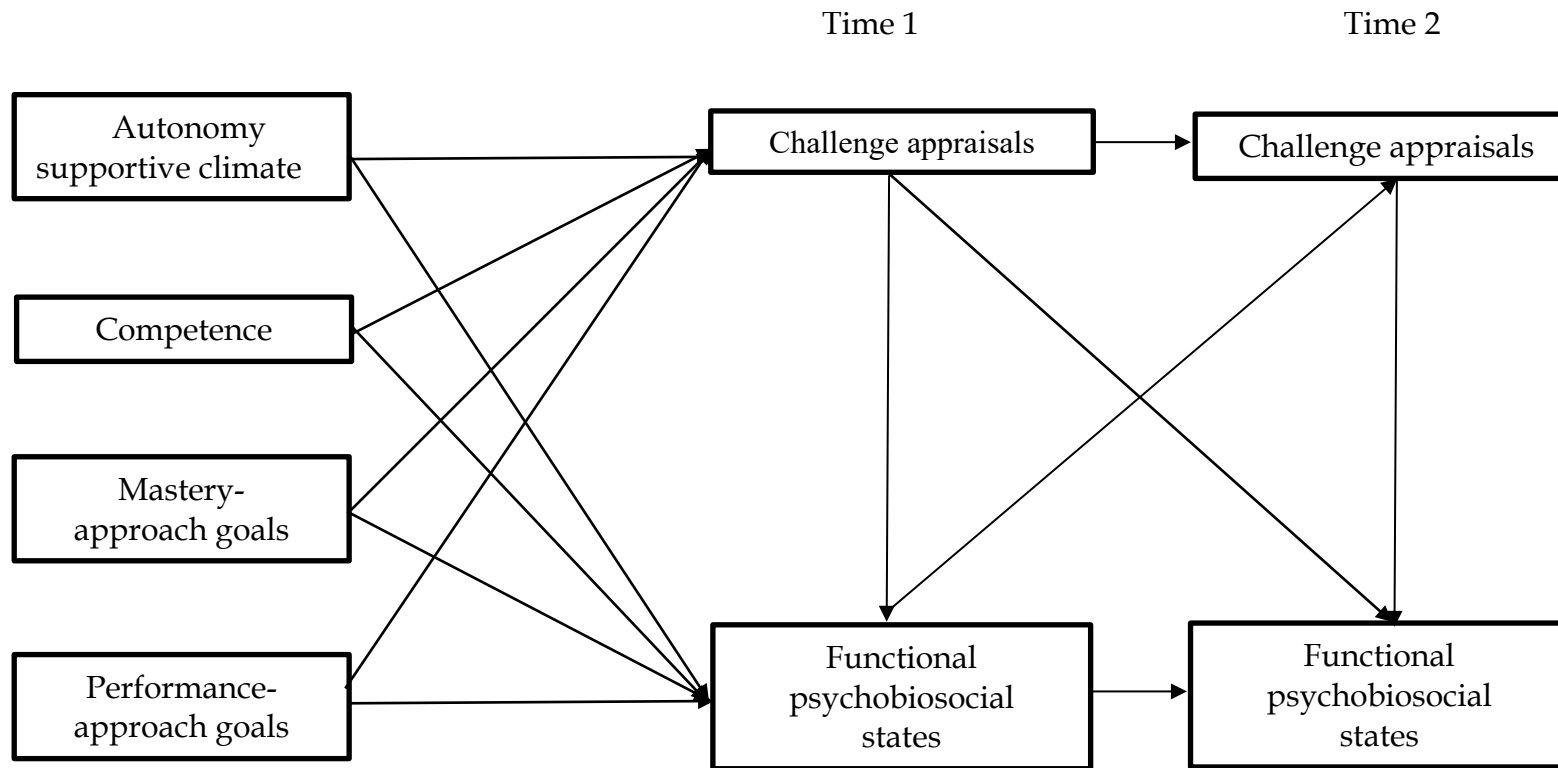 Time 1
Time 2
Autonomy
supportive climate
Competence
Mastery-
approach goals
Performance-
approach goals
Challenge appraisals
Functional
psychobiosocial
states
Challenge appraisals
Functional
psychobiosocial
states